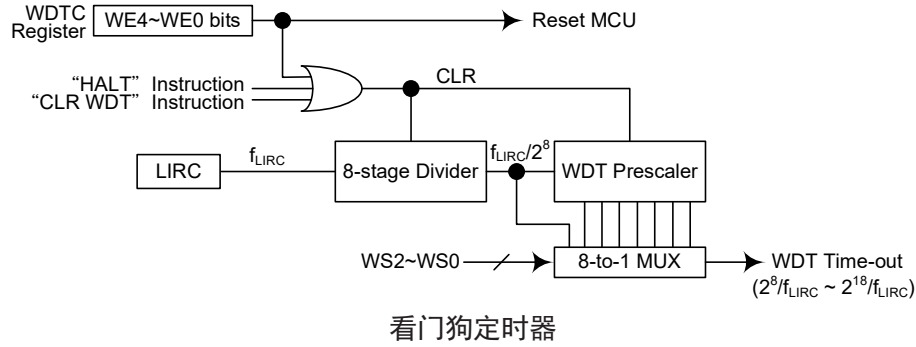 WDTC
Register
WE4~WE0 bits
Reset MCU
CLR
“HALT” Instruction
“CLR WDT” Instruction
LIRC
fLIRC
8-stage Divider
fLIRC/2⁸
WDT Prescaler
WS2~WS0
8-to-1 MUX
WDT Time-out
(2⁸/fLIRC ~ 2¹⁸/fLIRC)
看门狗定时器